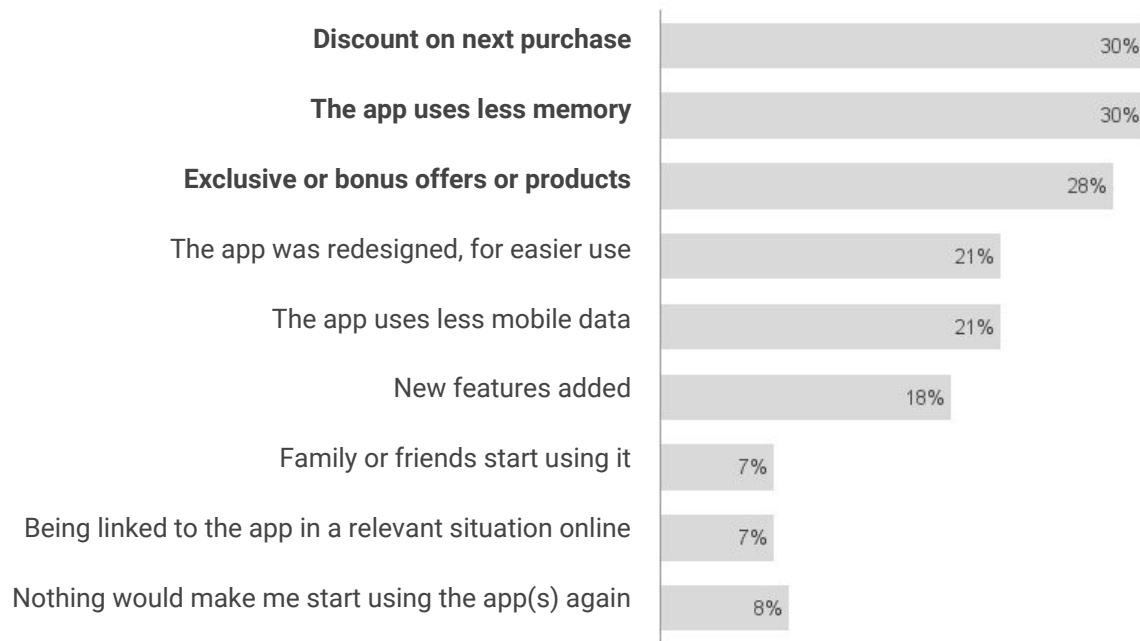 Discount on next purchase 30%
The app uses less memory 30%
Exclusive or bonus offers or products 28%
The app was redesigned, for easier use 21%
The app uses less mobile data 21%
New features added 18%
Family or friends start using it 7%
Being linked to the app in a relevant situation online 7%
Nothing would make me start using the app(s) again 8%